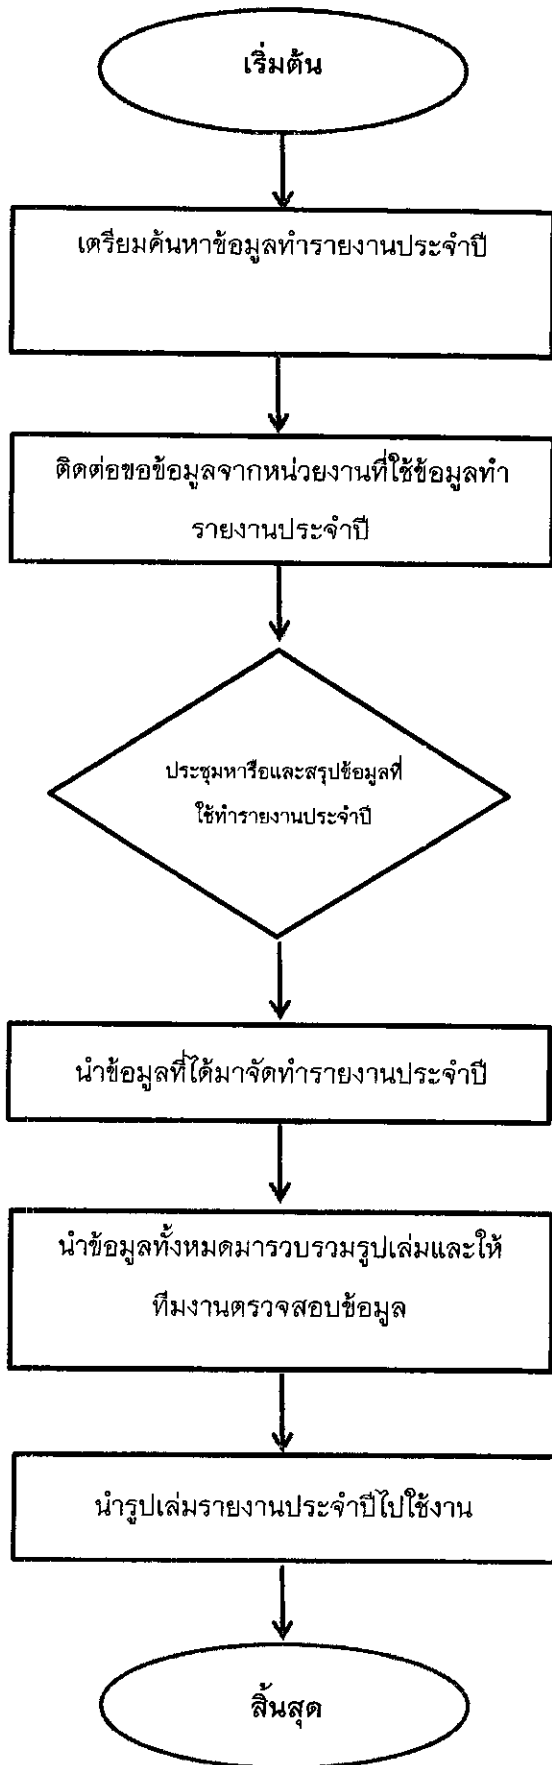 เริ่มต้น
เตรียมค้นหาข้อมูลทำรายงานประจำปี
ติดต่อขอข้อมูลจากหน่วยงานที่ใช้ข้อมูลทำ
รายงานประจำปี
ประชุมหารือและสรุปข้อมูลที่
ใช้ทำรายงานประจำปี
นำข้อมูลที่ได้มาจัดทำรายงานประจำปี
นำข้อมูลทั้งหมดมารวบรวมรูปเล่มและให้
ทีมงานตรวจสอบข้อมูล
นำรูปเล่มรายงานประจำปีไปใช้งาน
สิ้นสุด